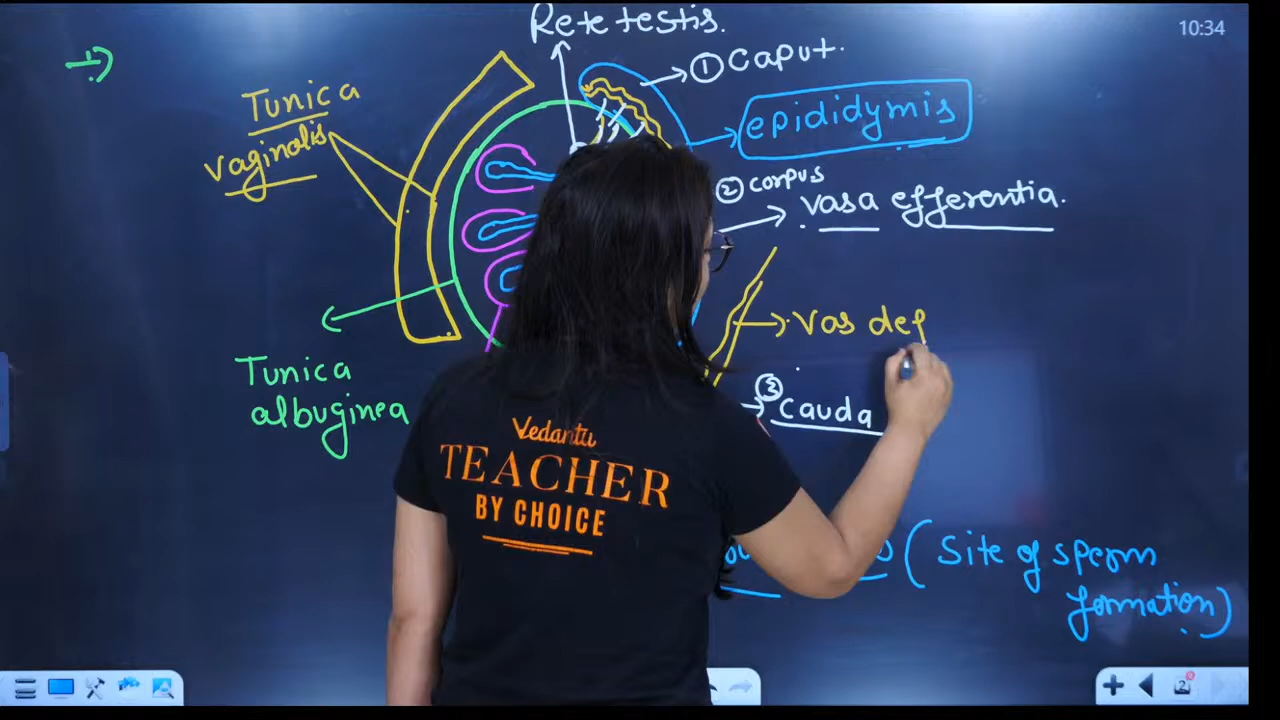 Rete testis.
10:34
① Caput.
Tunica
vaginalis
epididymis
② corpus
vasa efferentia.
Vas def
Tunica
albuginea
③
cauda
Vedantu
TEACHER
BY CHOICE
(Site of sperm
formation)
2